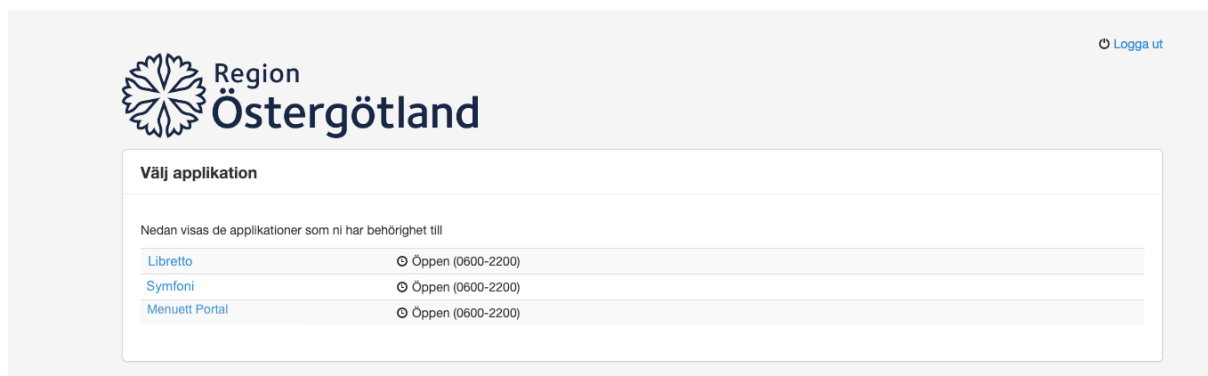 Logga ut
Region
Östergötland
Välj applikation
Nedan visas de applikationer som ni har behörighet till
Libretto Öppen (0600-2200)
Symfoni Öppen (0600-2200)
Menuett Portal Öppen (0600-2200)